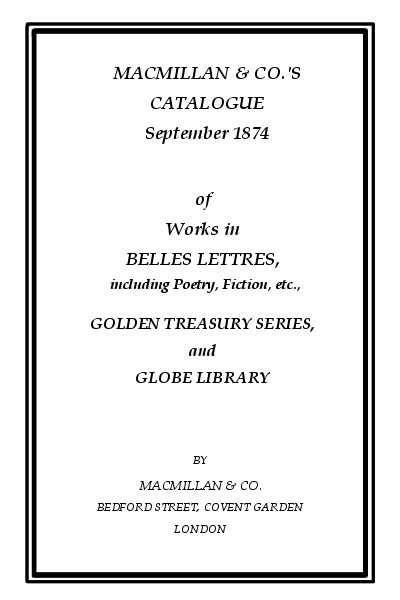 MACMILLAN & CO.'S
CATALOGUE
September 1874
of
Works in
BELLES LETTRES,
including Poetry, Fiction, etc.,
GOLDEN TREASURY SERIES,
and
GLOBE LIBRARY
BY
MACMILLAN & CO.
BEDFORD STREET, COVENT GARDEN
LONDON